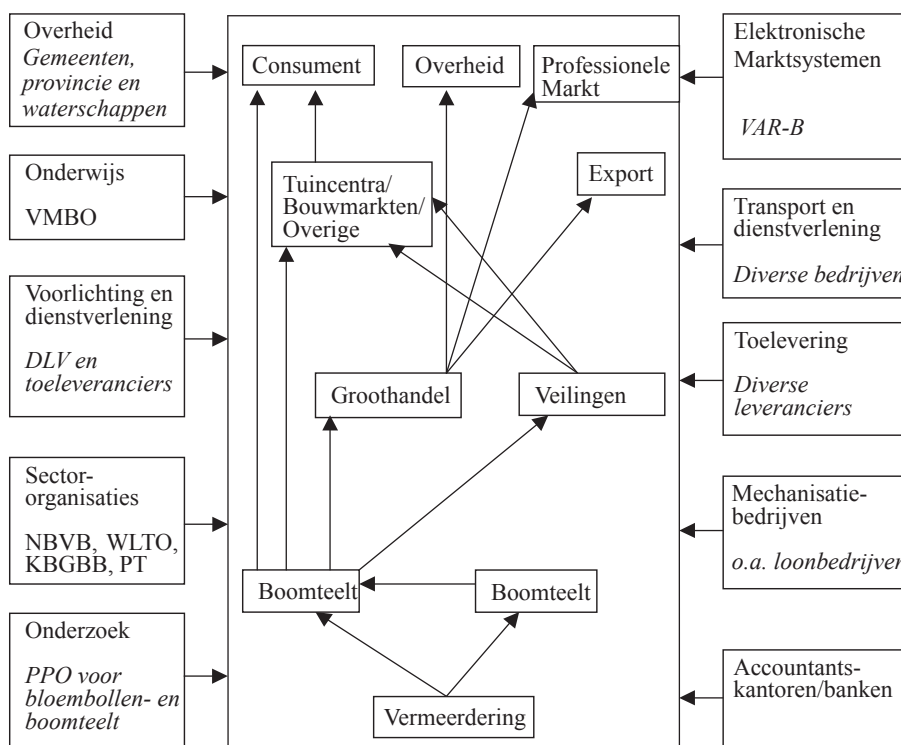 Overheid
Gemeenten,
provincie en
waterschappen
Onderwijs
VMBO
Voorlichting en
dienstverlening
DLV en
toeleveranciers
Sector-
organisaties
NBVB, WLTO,
KBGBB, PT
Onderzoek
PPO voor
bloembollen- en
boomteelt
Consument
Overheid
Professionele
Markt
Export
Tuincentra/
Bouwmarkten/
Overige
Groothandel
Veilingen
Boomteelt
Boomteelt
Vermeerdering
Elektronische
Marktsystemen
VAR-B
Transport en
dienstverlening
Diverse bedrijven
Toelevering
Diverse
leveranciers
Mechanisatie-
bedrijven
o.a. loonbedrijven
Accountants-
kantoren/banken